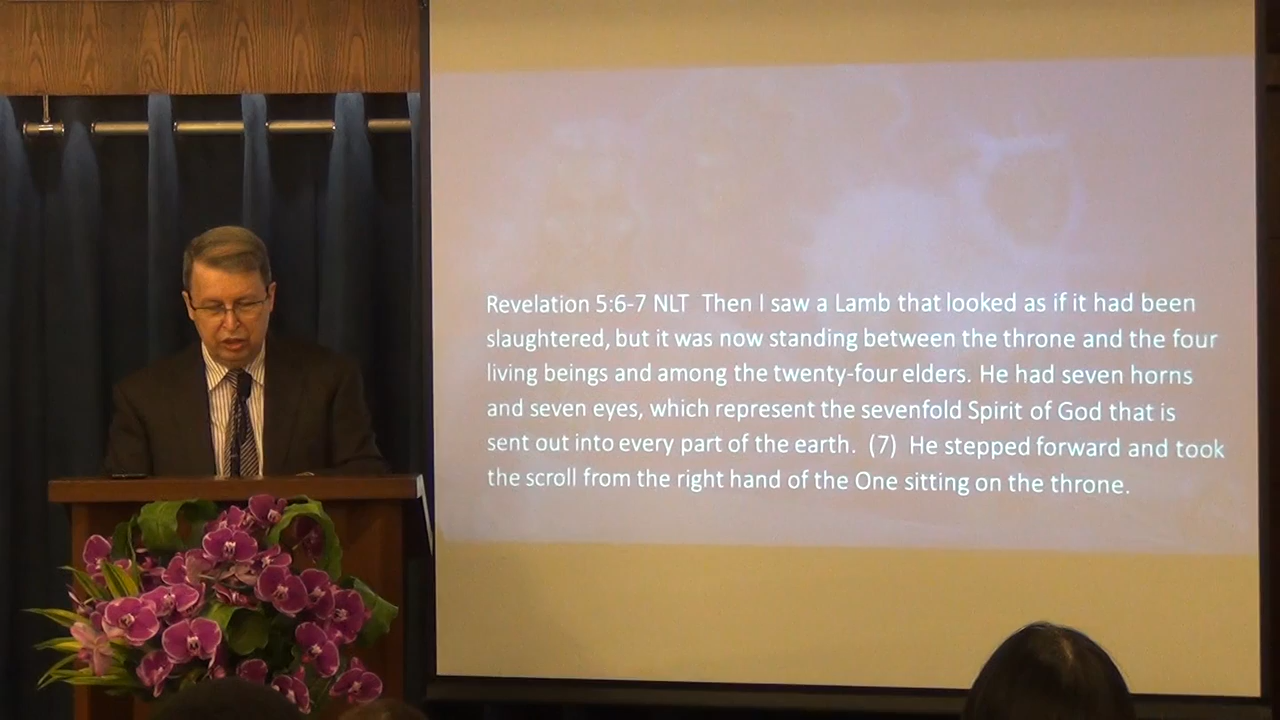 Revelation 5:6-7 NLT  Then I saw a Lamb that looked as if it had been
slaughtered, but it was now standing between the throne and the four
living beings and among the twenty-four elders. He had seven horns
and seven eyes, which represent the sevenfold Spirit of God that is
sent out into every part of the earth.  (7)  He stepped forward and took
the scroll from the right hand of the One sitting on the throne.